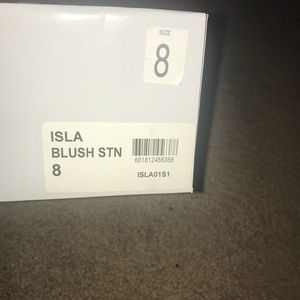 SIZE
8
ISLA
BLUSH STN
8
661812456388
ISLA01S1